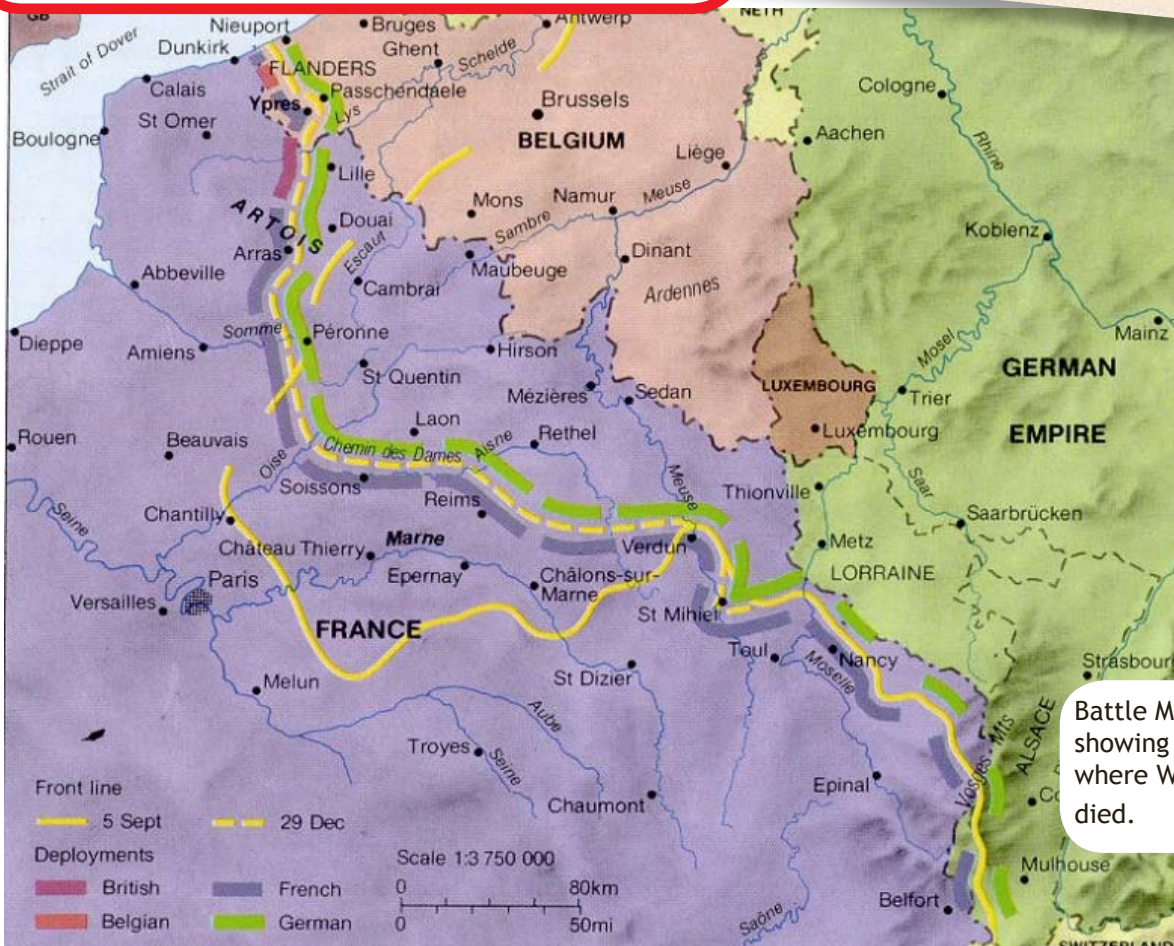 GB
Nieuport
Bruges
Antwerp
NETH
Strait of Dover
Dunkirk
Ghent
Schelde
Calais
FLANDERS
Passchendaele
Ypres
Lys
Brussels
Cologne
St Omer
Boulogne
BELGIUM
Aachen
Rhine
Lille
Liège
ARTOIS
Douai
Mons
Namur
Meuse
Sambre
Koblenz
Arras
Escaut
Dinant
Abbeville
Cambrai
Maubeuge
Ardennes
Dieppe
Somme
Péronne
Amiens
Hirson
Mosel
Mainz
St Quentin
Mézières
Sedan
LUXEMBOURG
Trier
GERMAN
EMPIRE
Rouen
Beauvais
Laon
Rethel
Luxembourg
Oise
Chemin des Dames
Aisne
Soissons
Reims
Meuse
Thionville
Saar
Seine
Chantilly
Saarbrücken
Château Thierry
Marne
Verdun
Metz
Paris
Epernay
Châlons-sur-
Marne
LORRAINE
Versailles
St Mihiel
FRANCE
Toul
Nancy
Moselle
Strasbour
Melun
St Dizier
Aube
Troyes
Seine
Vosges Mts
ALSACE
Epinal
Chaumont
Co
Battle M
showing
where W
died.
Front line
5 Sept
29 Dec
Deployments
British
French
Belgian
German
Scale 1:3 750 000
0
80km
0
50mi
Saône
Belfort
Mulhouse
SWITZERLAND